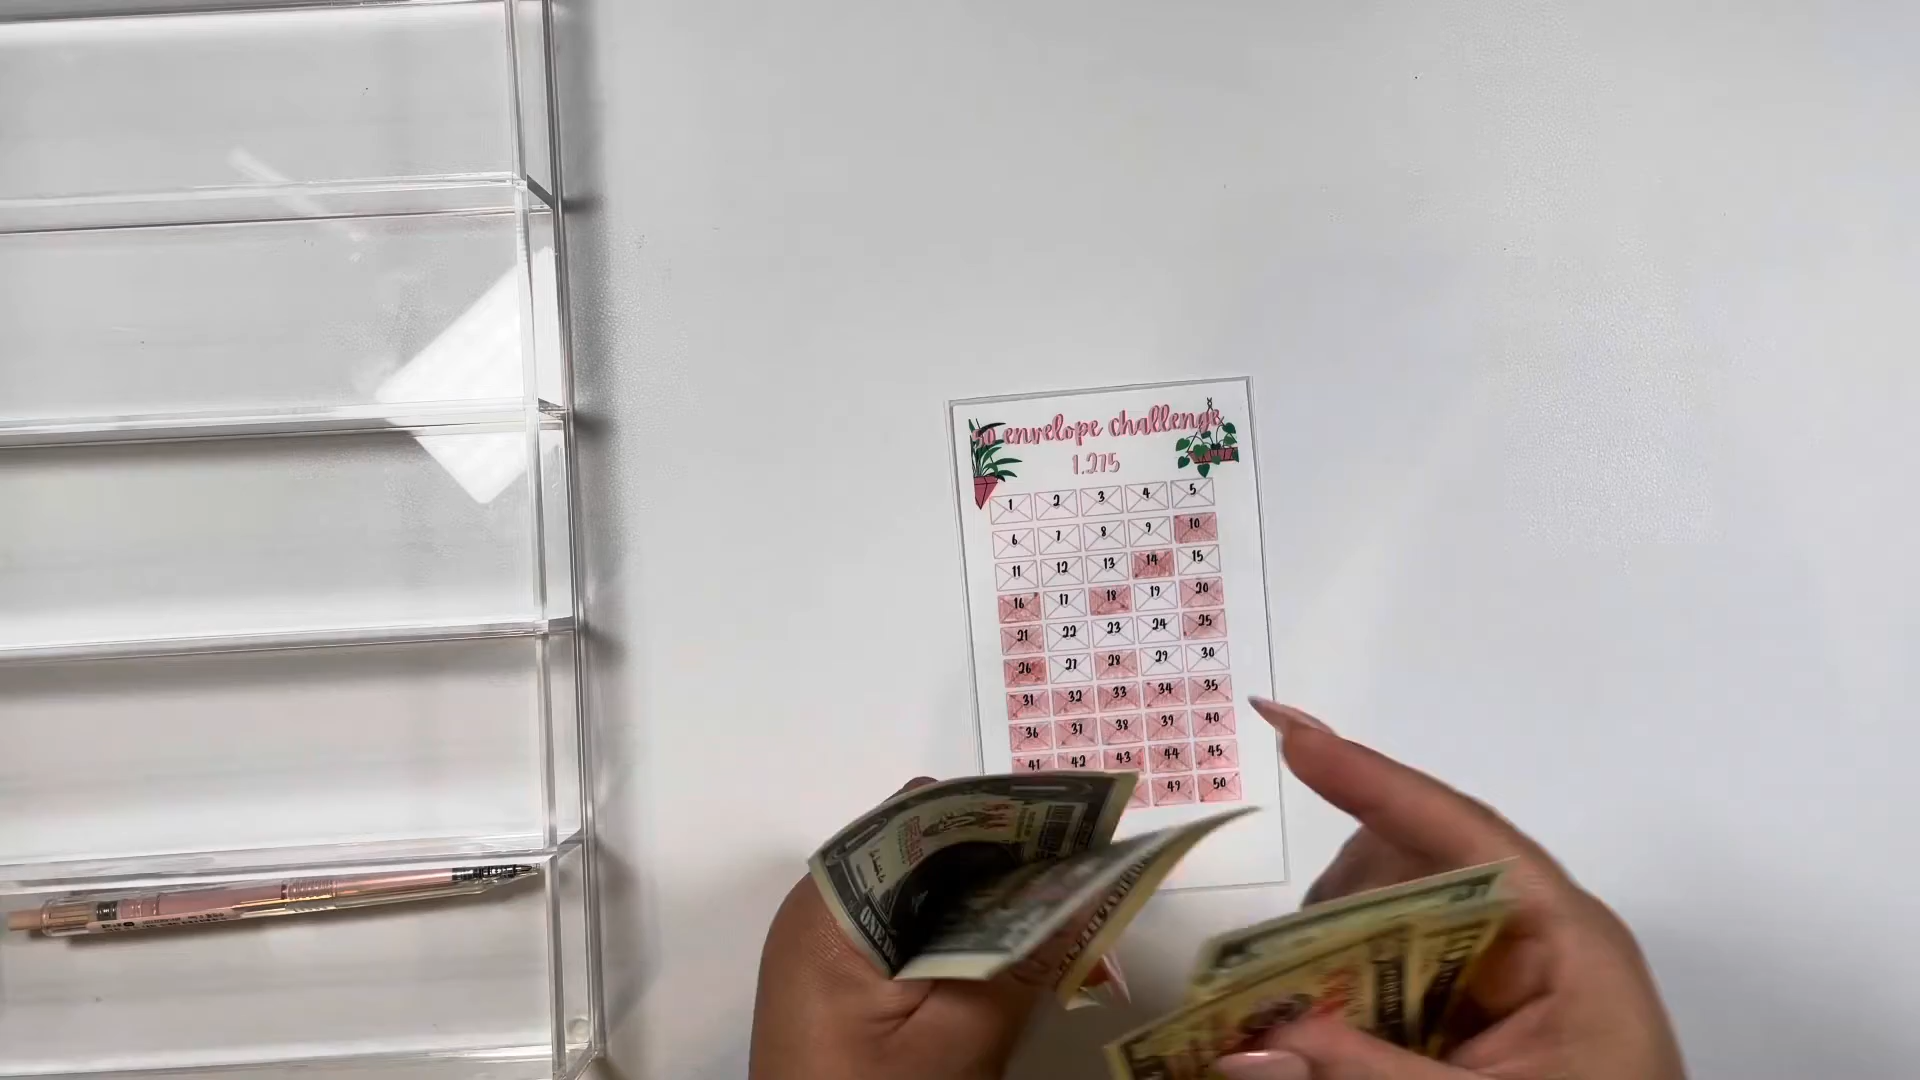 50 envelope challenge
1.275
1 2 3 4 5
6 7 8 9 10
11 12 13 14 15
16 17 18 19 20
21 22 23 24 25
26 27 28 29 30
31 32 33 34 35
36 37 38 39 40
41 42 43 44 45
49 50